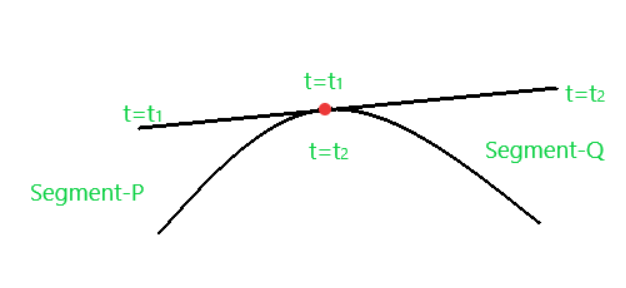 t=t₁
t=t₁
t=t₂
t=t₂
Segment-Q
Segment-P